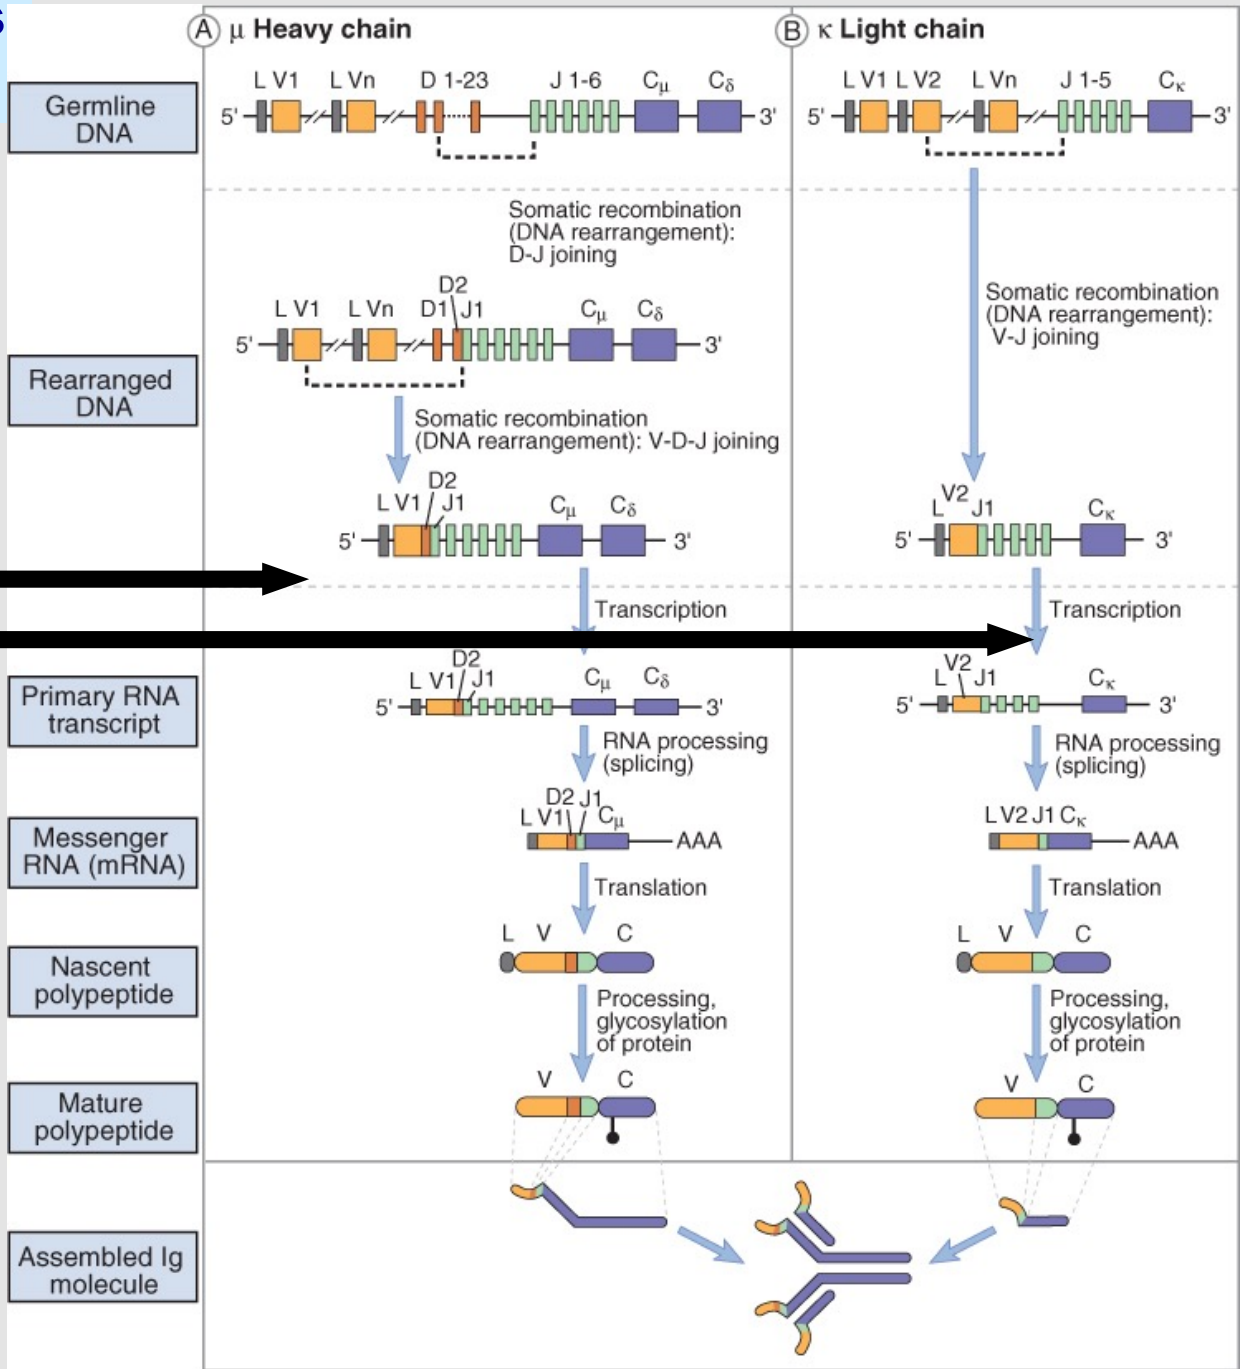 s
A μ Heavy chain
B κ Light chain
Germline
DNA
L V1 L Vn D 1-23 J 1-6 Cμ Cδ
5' 3'
L V1 L V2 L Vn J 1-5 Cκ
5' 3'
Somatic recombination
(DNA rearrangement):
D-J joining
Somatic recombination
(DNA rearrangement):
V-J joining
Rearranged
DNA
D2
L V1 L Vn D1 J1 Cμ Cδ
5' 3'
Somatic recombination
(DNA rearrangement): V-D-J joining
D2
L V1 J1 Cμ Cδ
5' 3'
V2
L J1 Cκ
5' 3'
Transcription
Transcription
Primary RNA
transcript
D2
L V1 J1 Cμ Cδ
5' 3'
V2
L J1 Cκ
5' 3'
RNA processing
(splicing)
RNA processing
(splicing)
Messenger
RNA (mRNA)
D2 J1
L V1 Cμ
AAA
L V2 J1 Cκ
AAA
Translation
Translation
Nascent
polypeptide
L V C
L V C
Processing,
glycosylation
of protein
Processing,
glycosylation
of protein
Mature
polypeptide
V C
V C
Assembled Ig
molecule